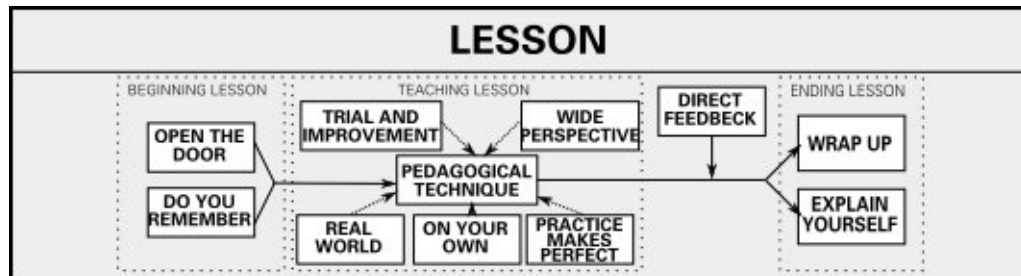 LESSON
BEGINNING LESSON
OPEN THE
DOOR
DO YOU
REMEMBER
TEACHING LESSON
TRIAL AND
IMPROVEMENT
WIDE
PERSPECTIVE
PEDAGOGICAL
TECHNIQUE
REAL
WORLD
ON YOUR
OWN
PRACTICE
MAKES
PERFECT
DIRECT
FEEDBECK
ENDING LESSON
WRAP UP
EXPLAIN
YOURSELF